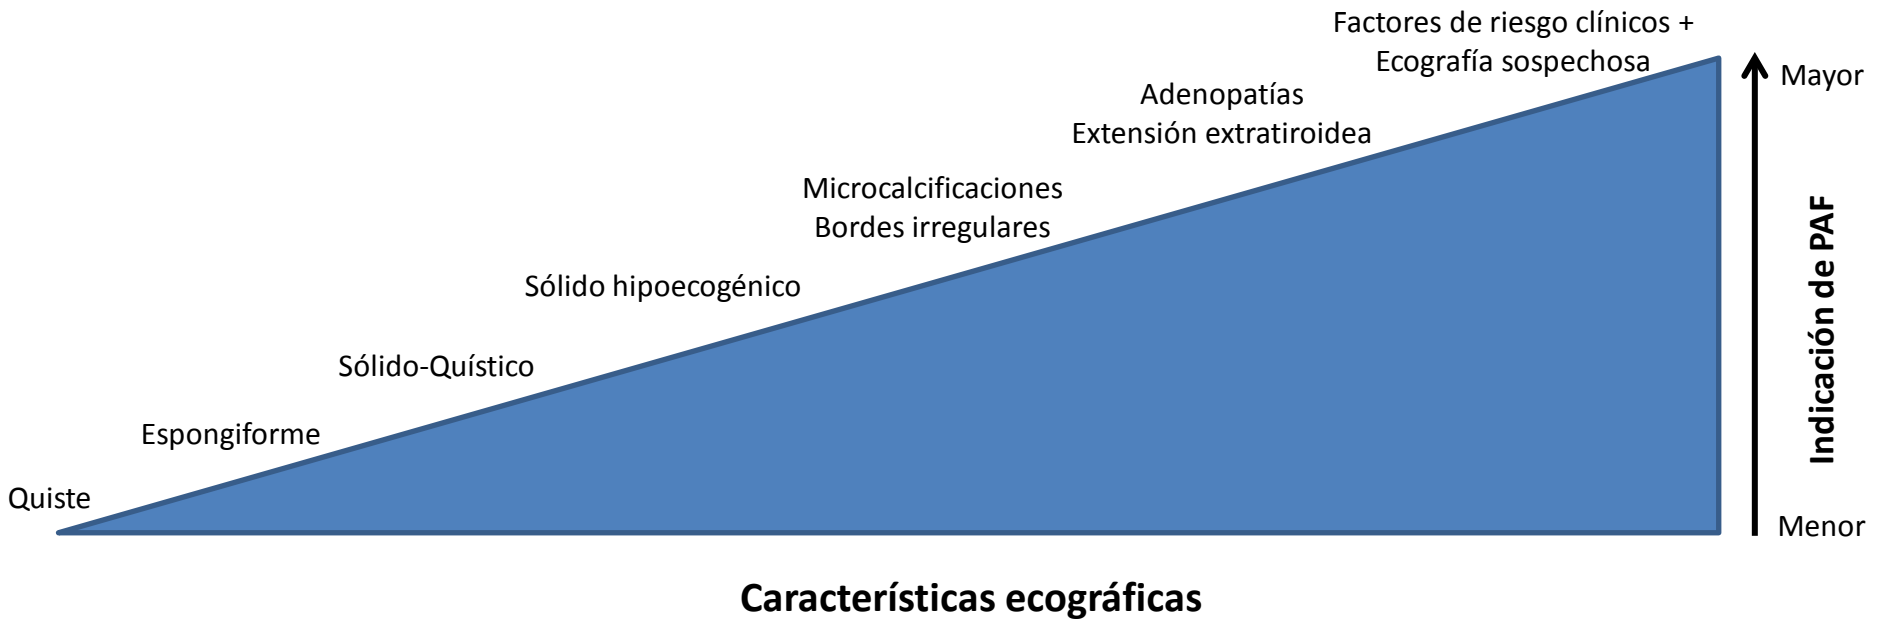 Factores de riesgo clínicos +
Ecografía sospechosa
Mayor
Adenopatías
Extensión extratiroidea
Microcalcificaciones
Bordes irregulares
Sólido hipoecogénico
Sólido-Quístico
Espongiforme
Quiste
Indicación de PAF
Menor
Características ecográficas